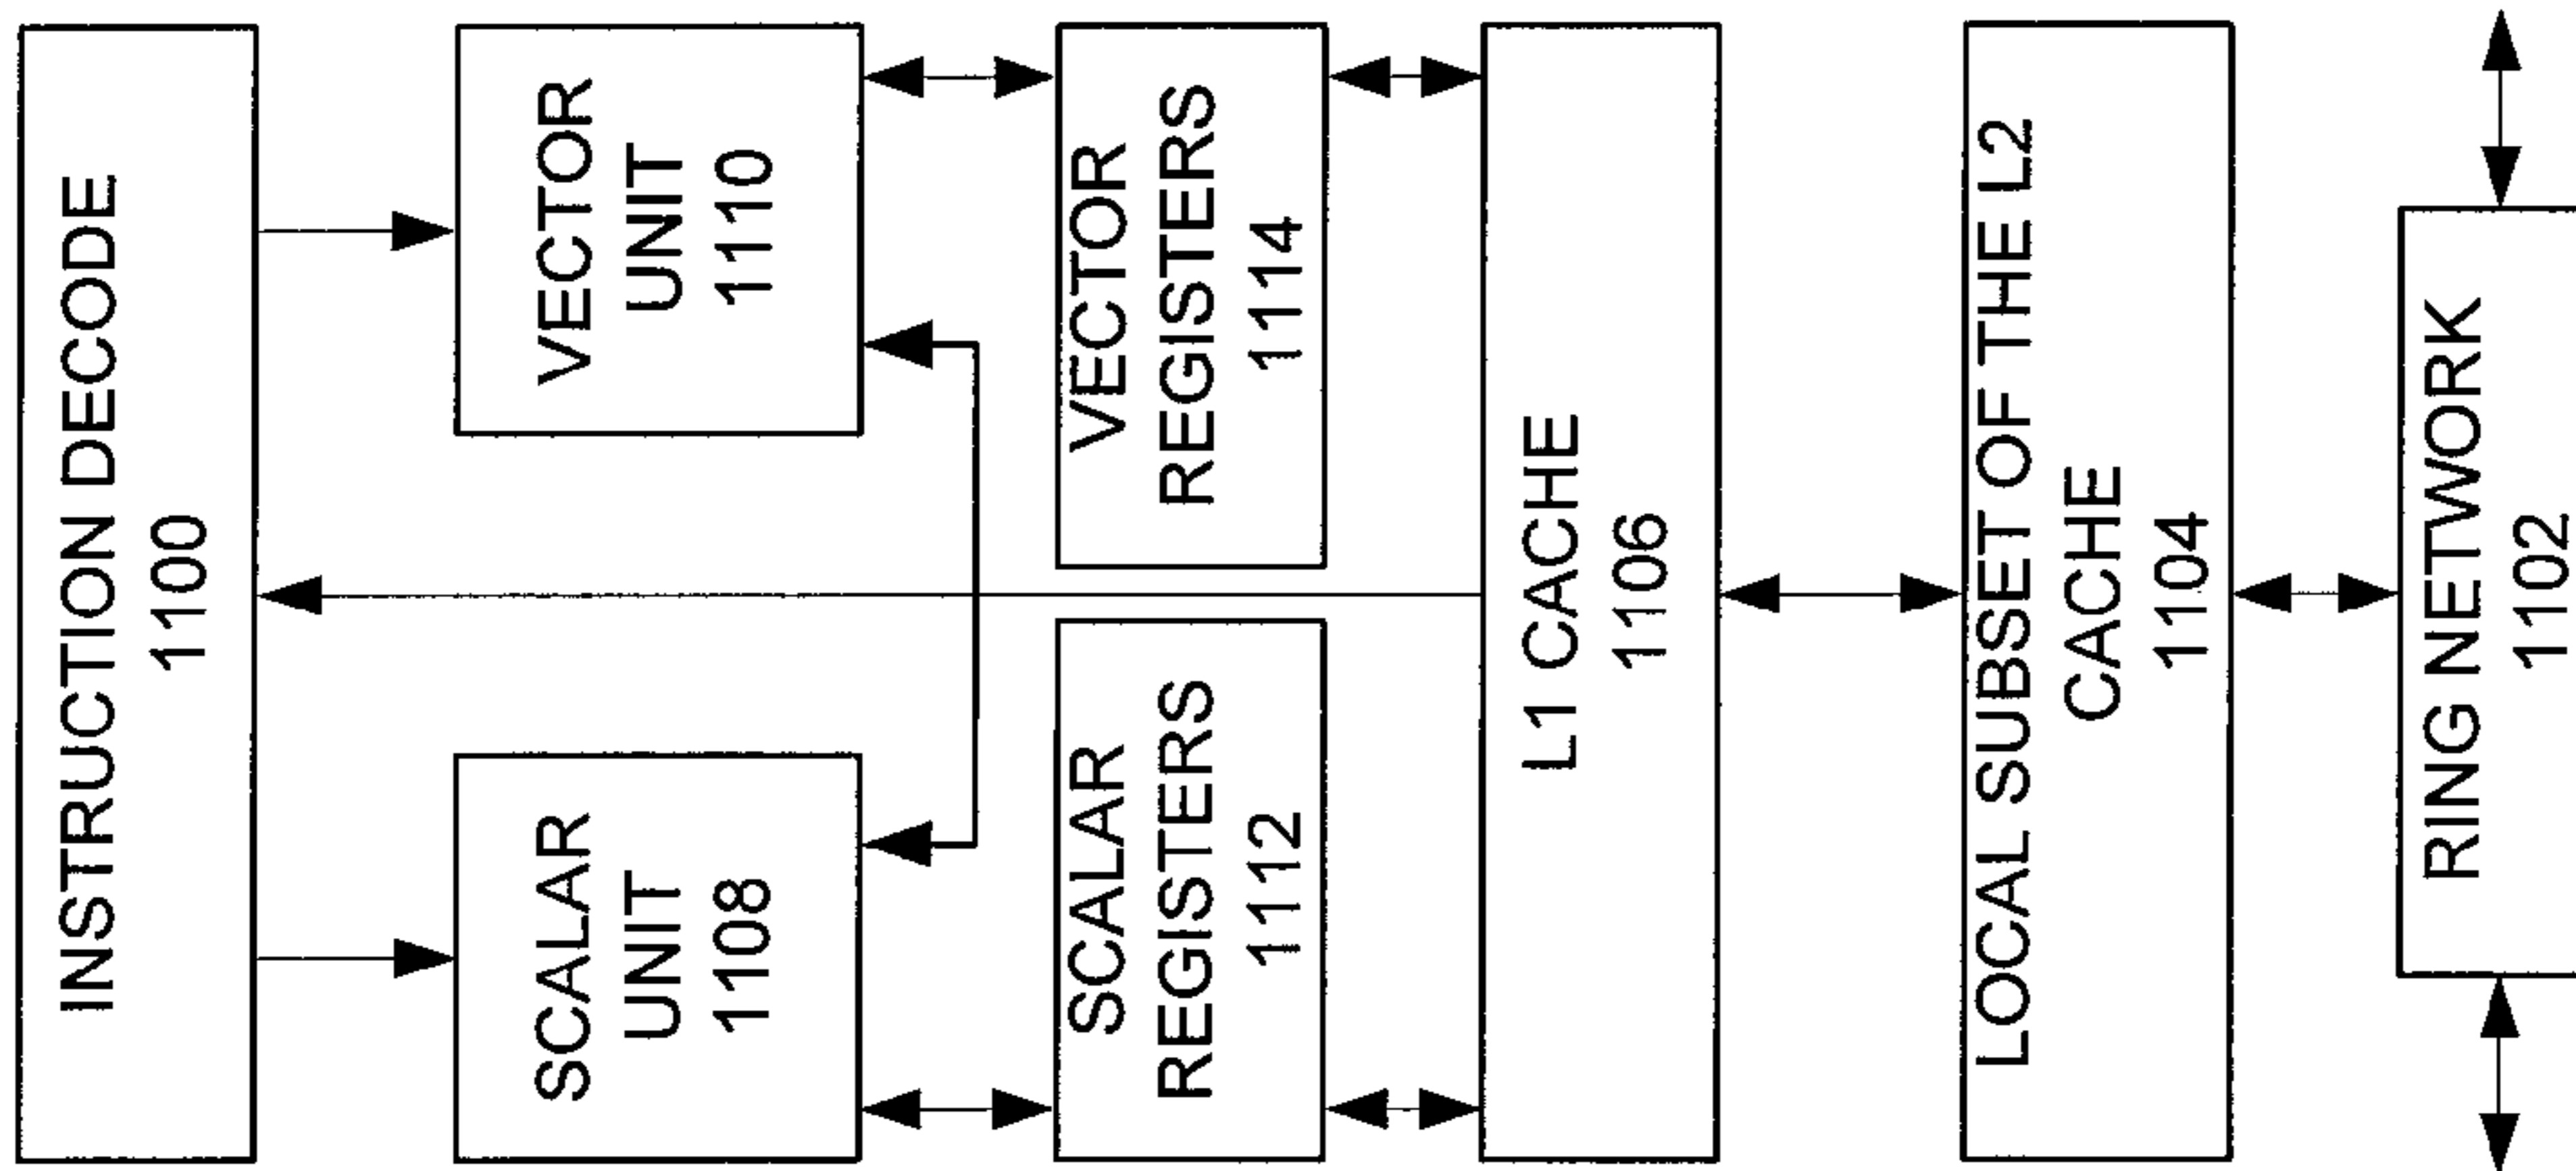 INSTRUCTION DECODE
1100
SCALAR
UNIT
1108
VECTOR
UNIT
1110
SCALAR
REGISTERS
1112
VECTOR
REGISTERS
1114
L1 CACHE
1106
LOCAL SUBSET OF THE L2
CACHE
1104
RING NETWORK
1102